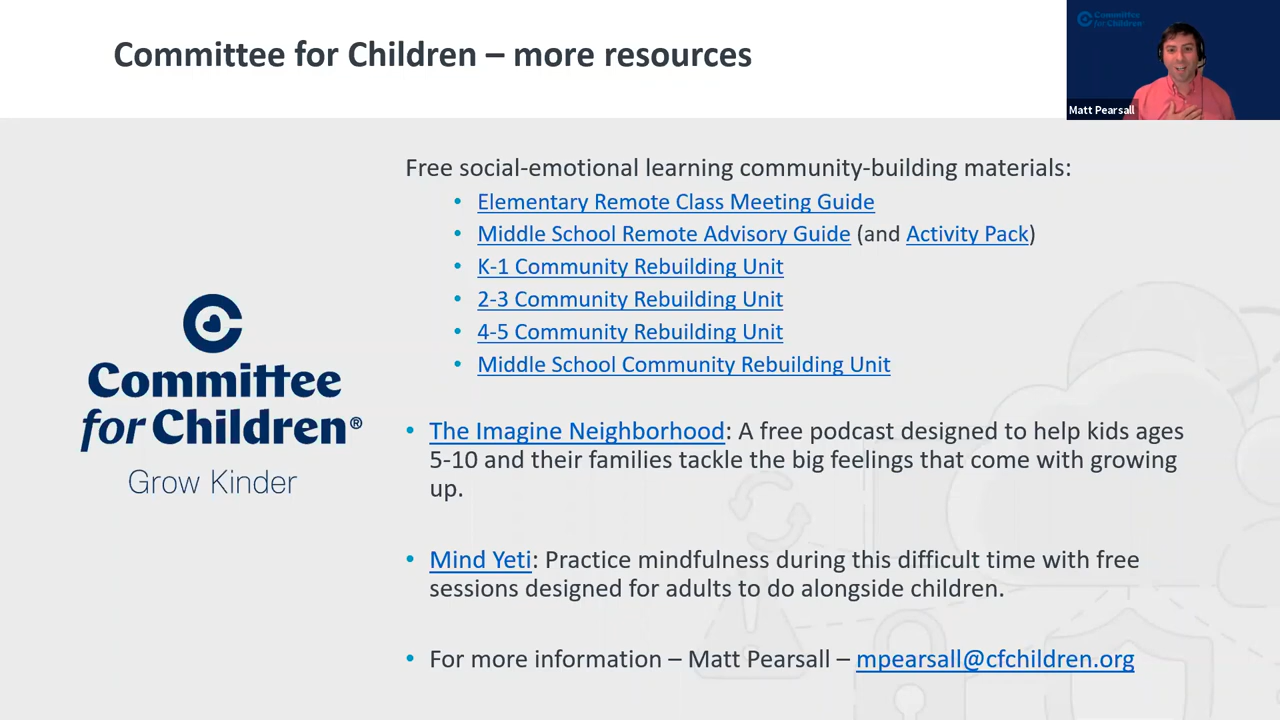 Committee for Children – more resources
Committee
for Children
Matt Pearsall
Free social-emotional learning community-building materials:
• Elementary Remote Class Meeting Guide
• Middle School Remote Advisory Guide (and Activity Pack)
• K-1 Community Rebuilding Unit
• 2-3 Community Rebuilding Unit
• 4-5 Community Rebuilding Unit
• Middle School Community Rebuilding Unit
Committee
for Children®
Grow Kinder
• The Imagine Neighborhood: A free podcast designed to help kids ages
5-10 and their families tackle the big feelings that come with growing
up.
• Mind Yeti: Practice mindfulness during this difficult time with free
sessions designed for adults to do alongside children.
• For more information – Matt Pearsall – mpearsall@cfchildren.org